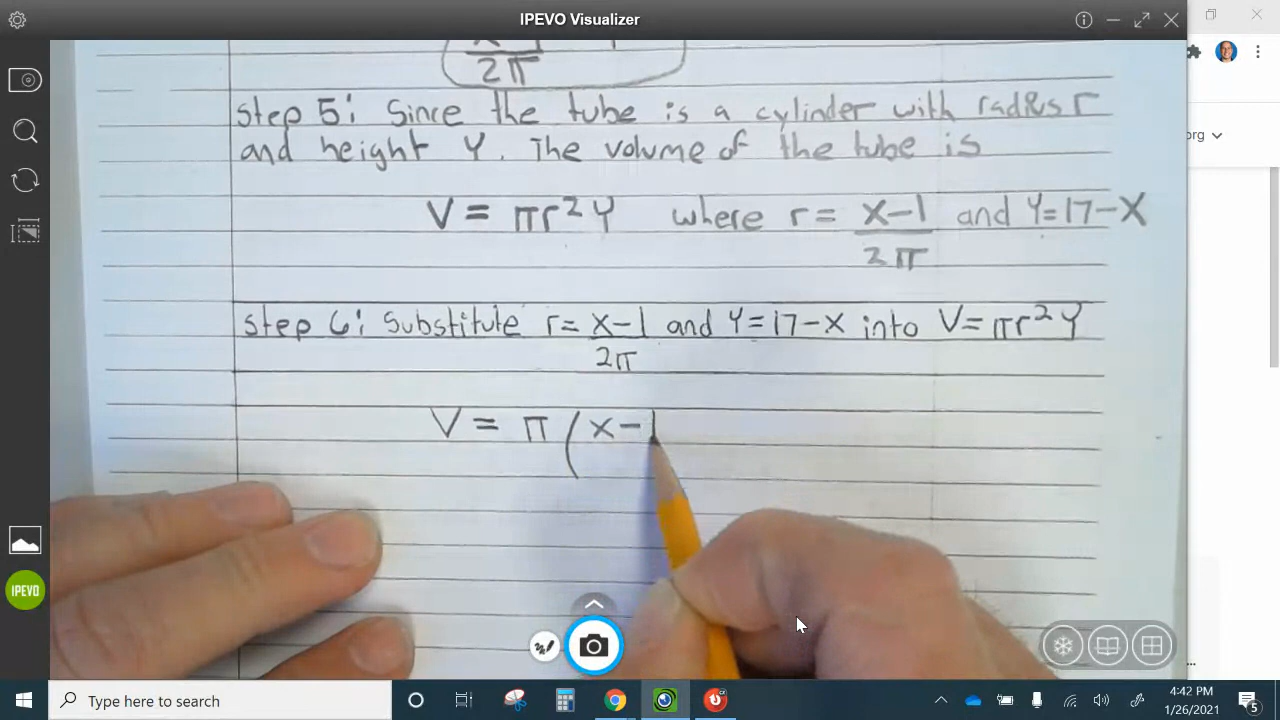 IPEVO Visualizer
2π
Step 5: Since the tube is a cylinder with radius r
and height Y. The volume of the tube is
V = πr²Y where r = x-1 and Y=17-X
2π
Step 6: Substitute r= x-1 and Y=17-X into V=πr²Y
2π
V = π (x-1
org
IPEVO
Type here to search
4:42 PM
1/26/2021
5